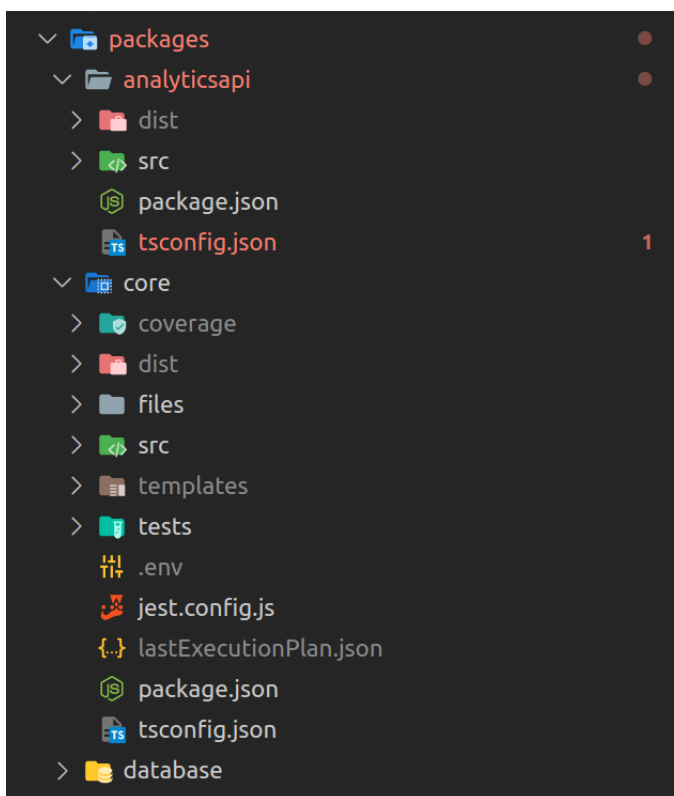 packages
analyticsapi
dist
src
package.json
tsconfig.json 1
core
coverage
dist
files
src
templates
tests
.env
jest.config.js
lastExecutionPlan.json
package.json
tsconfig.json
database